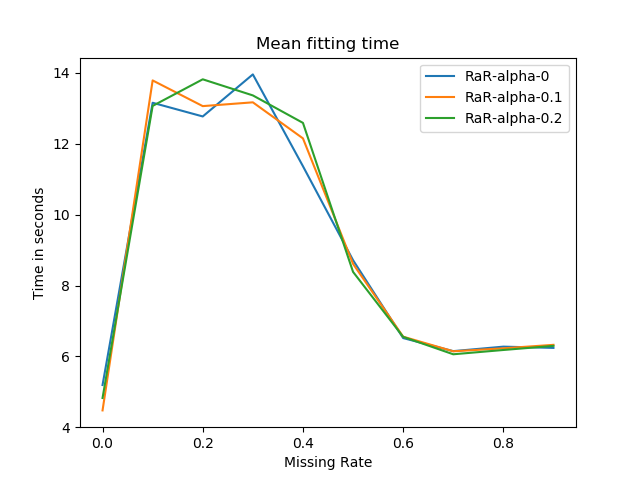 Mean fitting time
RaR-alpha-0
RaR-alpha-0.1
RaR-alpha-0.2
Time in seconds
14
12
10
8
6
4
0.0 0.2 0.4 0.6 0.8
Missing Rate